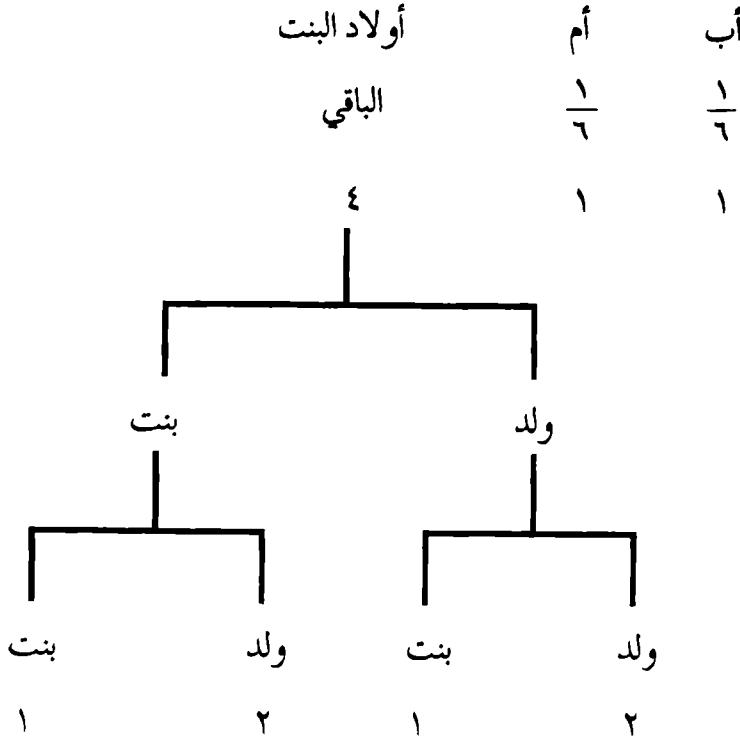 أب أم أولاد البنت
١/٦ ١/٦ الباقي
١ ١ ٤
ولد بنت
ولد بنت ولد بنت
٢ ١ ٢ ١